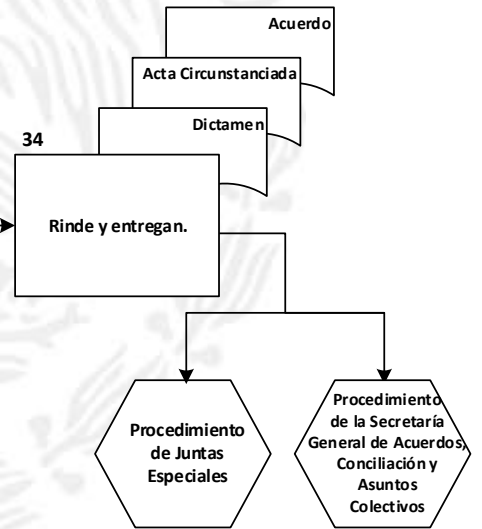 Acuerdo
Acta Circunstanciada
Dictamen
34
Rinde y entregan.
Procedimiento
de Juntas
Especiales
Procedimiento
de la Secretaría
General de Acuerdos,
Conciliación y
Asuntos
Colectivos